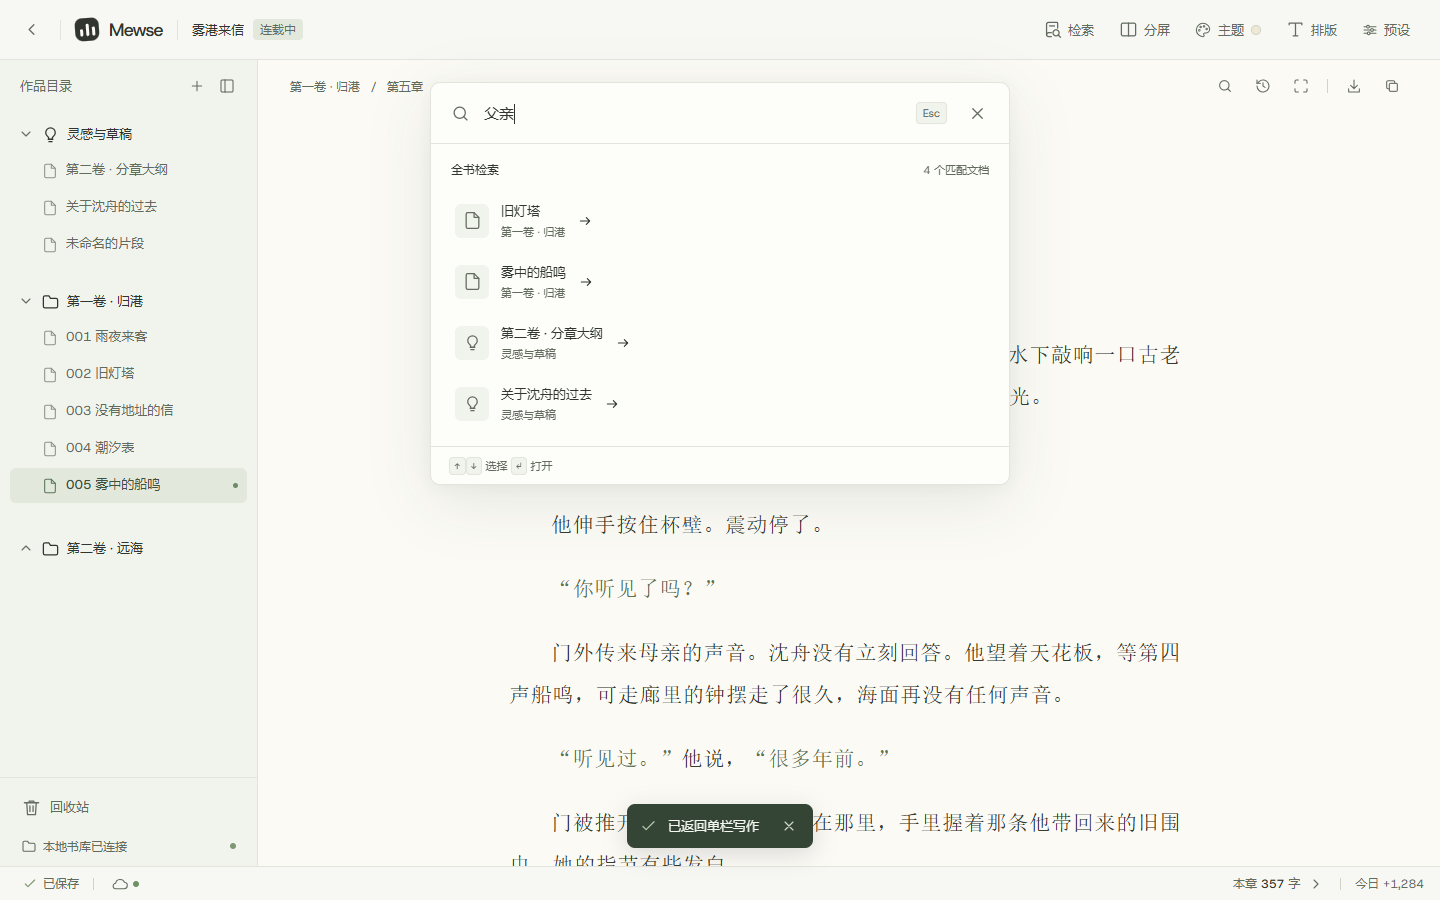 Mewse
雾港来信 连载中
检索 分屏 主题 排版 预设
作品目录
灵感与草稿
第二卷 · 分章大纲
关于沈舟的过去
未命名的片段
第一卷 · 归港
001 雨夜来客
002 旧灯塔
003 没有地址的信
004 潮汐表
005 雾中的船鸣
第二卷 · 远海
回收站
本地书库已连接
第一卷 · 归港 / 第五章
父亲 Esc
全书检索 4 个匹配文档
旧灯塔
第一卷 · 归港
雾中的船鸣
第一卷 · 归港
第二卷 · 分章大纲
灵感与草稿
关于沈舟的过去
灵感与草稿
↑ ↓ 选择 ↵ 打开
水下敲响一口古老
光。
他伸手按住杯壁。震动停了。
“你听见了吗？”
门外传来母亲的声音。沈舟没有立刻回答。他望着天花板，等第四
声船鸣，可走廊里的钟摆走了很久，海面再没有任何声音。
“听见过。”他说，“很多年前。”
门被推开 在那里，手里握着那条他带回来的旧围
巾，她的指节有些发白
已返回单栏写作
已保存
本章 357 字 今日 +1,284